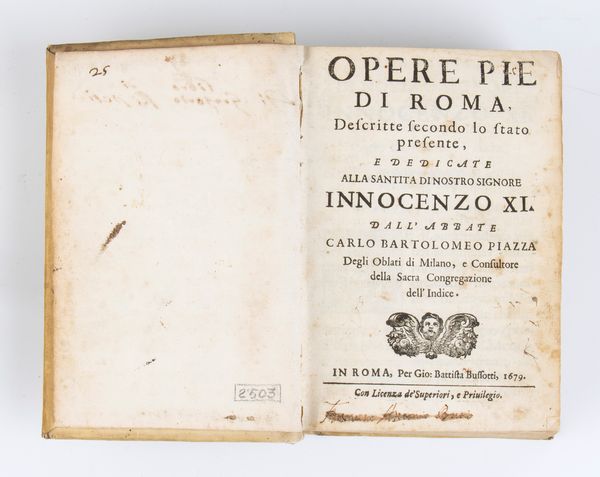 25
OPERE PIE
DI ROMA,
Deſcritte ſecondo lo ſtato
preſente,
E DEDICATE
ALLA SANTITA DI NOSTRO SIGNORE
INNOCENZO XI.
DALL'ABBATE
CARLO BARTOLOMEO PIAZZA
Degli Oblati di Milano, e Conſultore
della Sacra Congregazione
dell'Indice.
IN ROMA, Per Gio: Battiſta Buſſotti, 1679.
Con Licenza de'Superiori, e Priuilegio.
2503